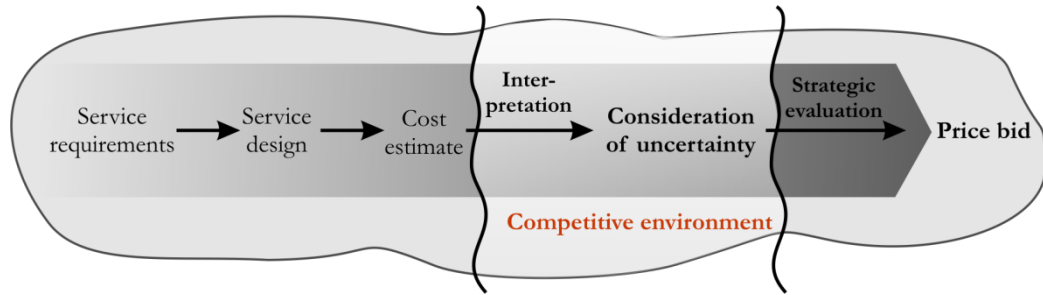 Service
requirements
Service
design
Cost
estimate
Inter-
pretation
Consideration
of uncertainty
Strategic
evaluation
Price bid
Competitive environment